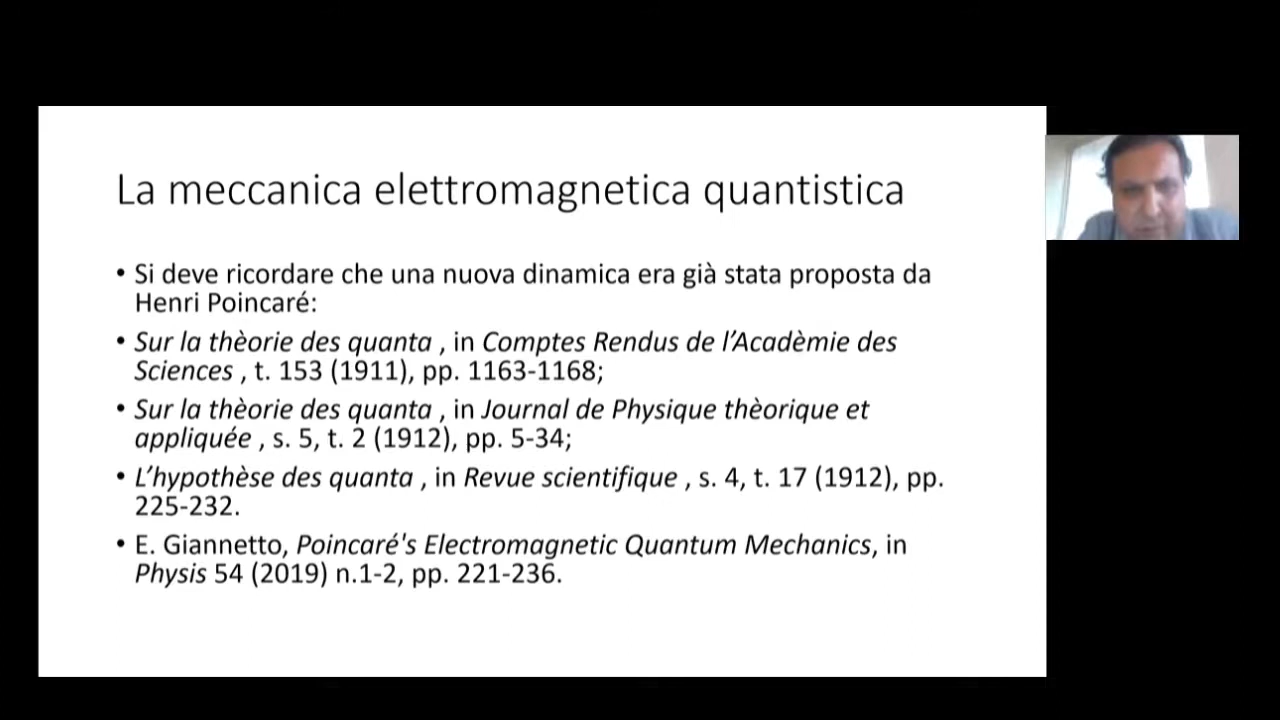 La meccanica elettromagnetica quantistica
• Si deve ricordare che una nuova dinamica era già stata proposta da
Henri Poincaré:
• Sur la thèorie des quanta , in Comptes Rendus de l’Acadèmie des
Sciences , t. 153 (1911), pp. 1163-1168;
• Sur la thèorie des quanta , in Journal de Physique thèorique et
appliquée , s. 5, t. 2 (1912), pp. 5-34;
• L’hypothèse des quanta , in Revue scientifique , s. 4, t. 17 (1912), pp.
225-232.
• E. Giannetto, Poincaré's Electromagnetic Quantum Mechanics, in
Physis 54 (2019) n.1-2, pp. 221-236.